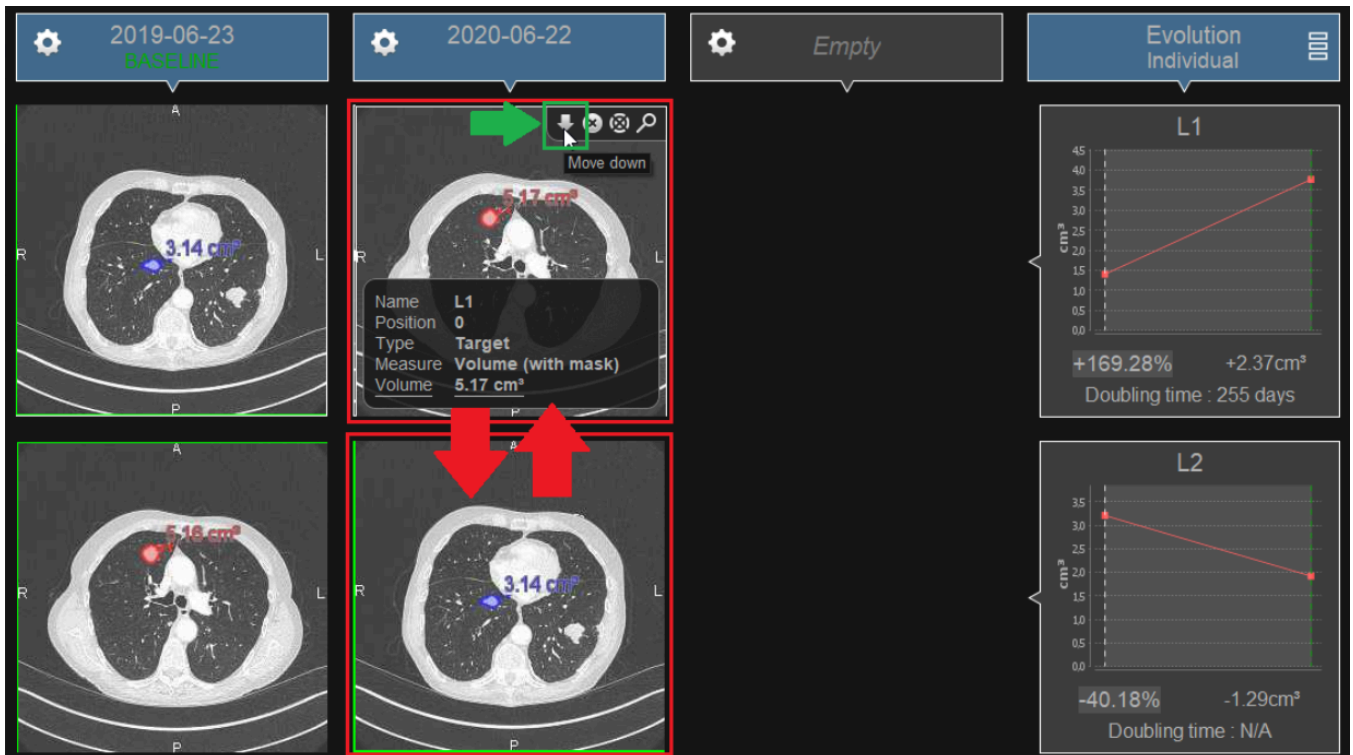 2019-06-23
BASELINE
2020-06-22
Empty
Evolution
Individual
A
R
L
3.14 cm³
Move down
5.17 cm³
R
L
Name L1
Position 0
Type Target
Measure Volume (with mask)
Volume 5.17 cm³
P
P
L1
4,5
4,0
3,5
3,0
2,5
2,0
1,5
1,0
0,5
0,0
cm³
+169.28% +2.37cm³
Doubling time : 255 days
A
5.16 cm³
R
L
P
A
3.14 cm³
R
L
P
L2
3,5
3,0
2,5
2,0
1,5
1,0
0,5
0,0
cm³
-40.18% -1.29cm³
Doubling time : N/A